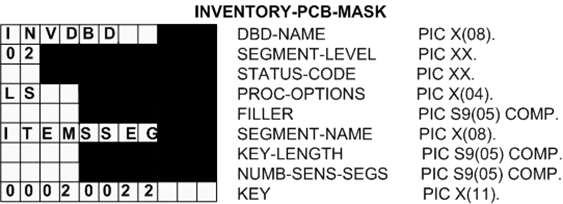 INVENTORY-PCB-MASK
INVDBD DBD-NAME PIC X(08).
02 SEGMENT-LEVEL PIC XX.
STATUS-CODE PIC XX.
LS PROC-OPTIONS PIC X(04).
FILLER PIC S9(05) COMP.
ITEMSSEG SEGMENT-NAME PIC X(08).
KEY-LENGTH PIC S9(05) COMP.
NUMB-SENS-SEGS PIC S9(05) COMP.
00020022 KEY PIC X(11).